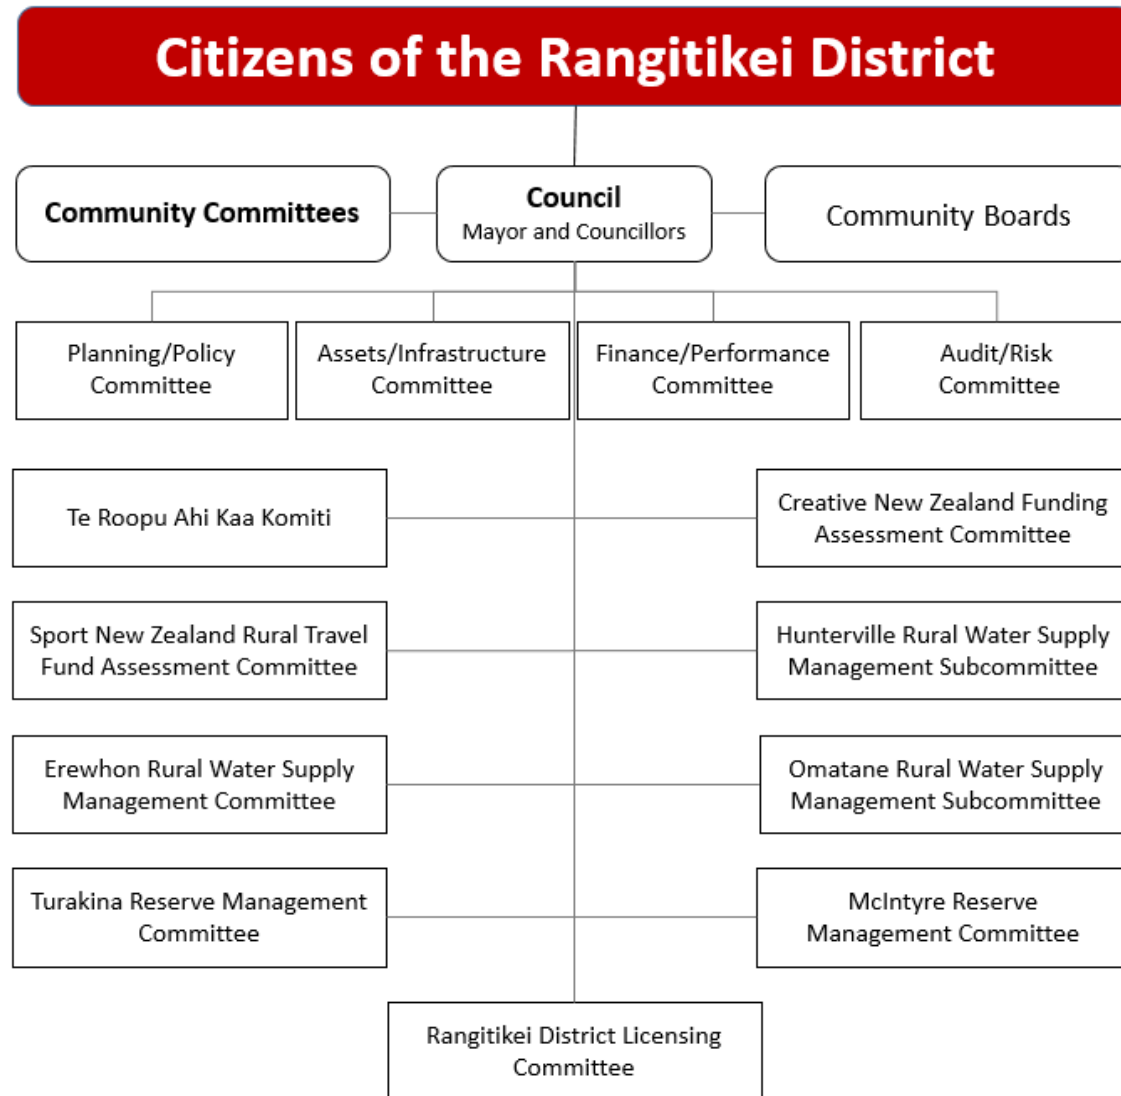 Citizens of the Rangitikei District
Community Committees
Council
Mayor and Councillors
Community Boards
Planning/Policy
Committee
Assets/Infrastructure
Committee
Finance/Performance
Committee
Audit/Risk
Committee
Te Roopu Ahi Kaa Komiti
Creative New Zealand Funding
Assessment Committee
Sport New Zealand Rural Travel
Fund Assessment Committee
Hunterville Rural Water Supply
Management Subcommittee
Erewhon Rural Water Supply
Management Committee
Omatane Rural Water Supply
Management Subcommittee
Turakina Reserve Management
Committee
McIntyre Reserve
Management Committee
Rangitikei District Licensing
Committee